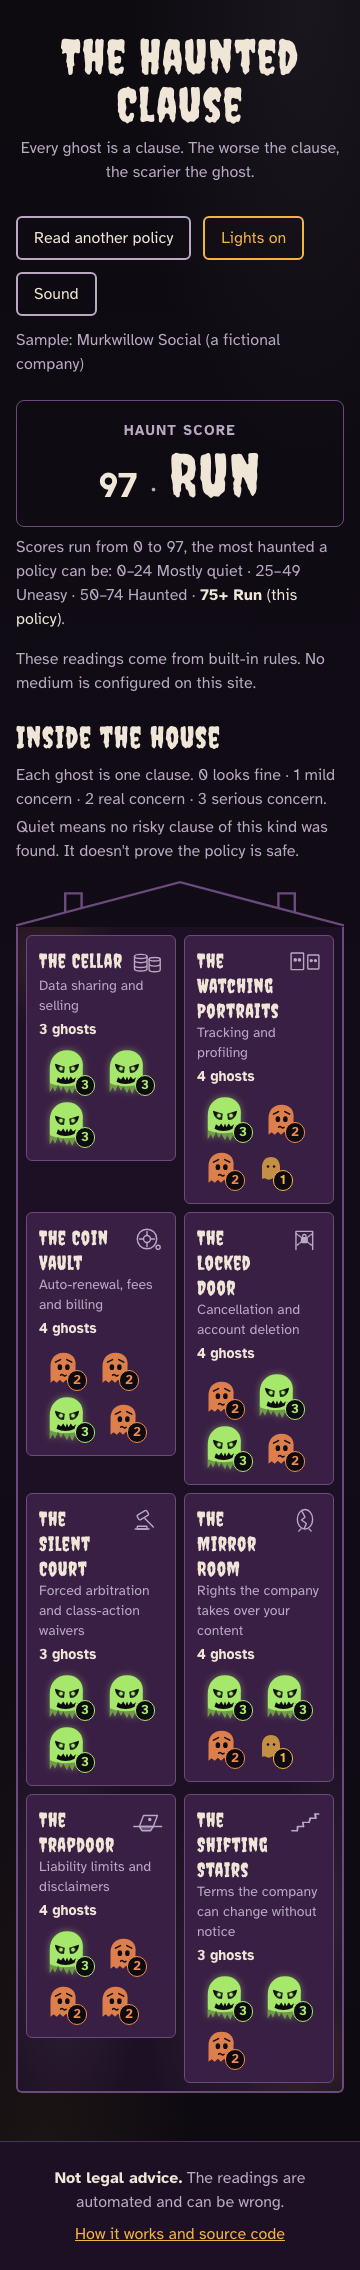 THE HAUNTED
CLAUSE
Every ghost is a clause. The worse the clause,
the scarier the ghost.
Read another policy
Lights on
Sound
Sample: Murkwillow Social (a fictional
company)
HAUNT SCORE
97 · RUN
Scores run from 0 to 97, the most haunted a
policy can be: 0–24 Mostly quiet · 25–49
Uneasy · 50–74 Haunted · 75+ Run (this
policy).
These readings come from built-in rules. No
medium is configured on this site.
INSIDE THE HOUSE
Each ghost is one clause. 0 looks fine · 1 mild
concern · 2 real concern · 3 serious concern.
Quiet means no risky clause of this kind was
found. It doesn't prove the policy is safe.
THE CELLAR
Data sharing and
selling
3 ghosts
3 3
3
THE
WATCHING
PORTRAITS
Tracking and
profiling
4 ghosts
3 2
2 1
THE COIN
VAULT
Auto-renewal, fees
and billing
4 ghosts
2 2
3 2
THE
LOCKED
DOOR
Cancellation and
account deletion
4 ghosts
2 3
3 2
THE
SILENT
COURT
Forced arbitration
and class-action
waivers
3 ghosts
3 3
3
THE
MIRROR
ROOM
Rights the company
takes over your
content
4 ghosts
3 3
2 1
THE
TRAPDOOR
Liability limits and
disclaimers
4 ghosts
3 2
2 2
THE
SHIFTING
STAIRS
Terms the company
can change without
notice
3 ghosts
3 3
2
Not legal advice. The readings are
automated and can be wrong.
How it works and source code